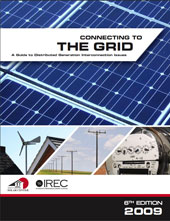 CONNECTING TO
THE GRID
A Guide to Distributed Generation Interconnection Issues
IREC
6TH EDITION
2009